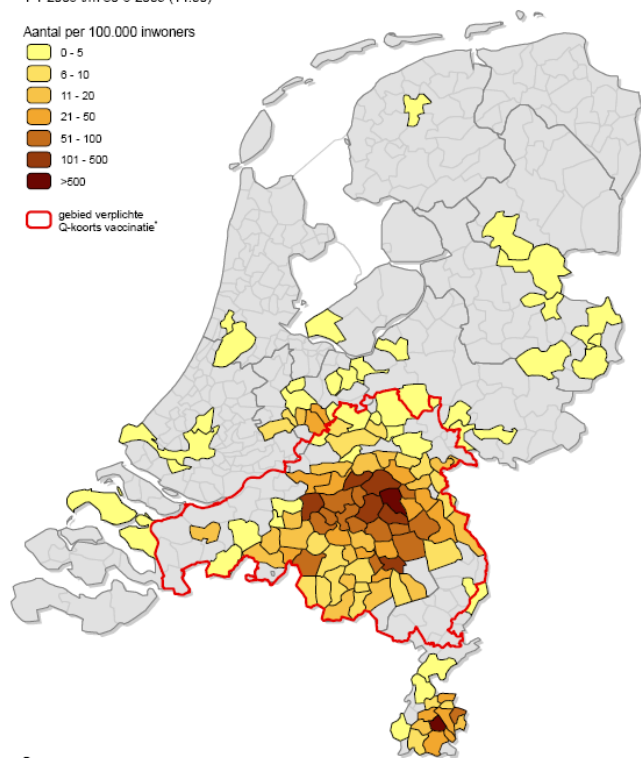 Aantal per 100.000 inwoners
0 - 5
6 - 10
11 - 20
21 - 50
51 - 100
101 - 500
>500
gebied verplichte
Q-koorts vaccinatie*